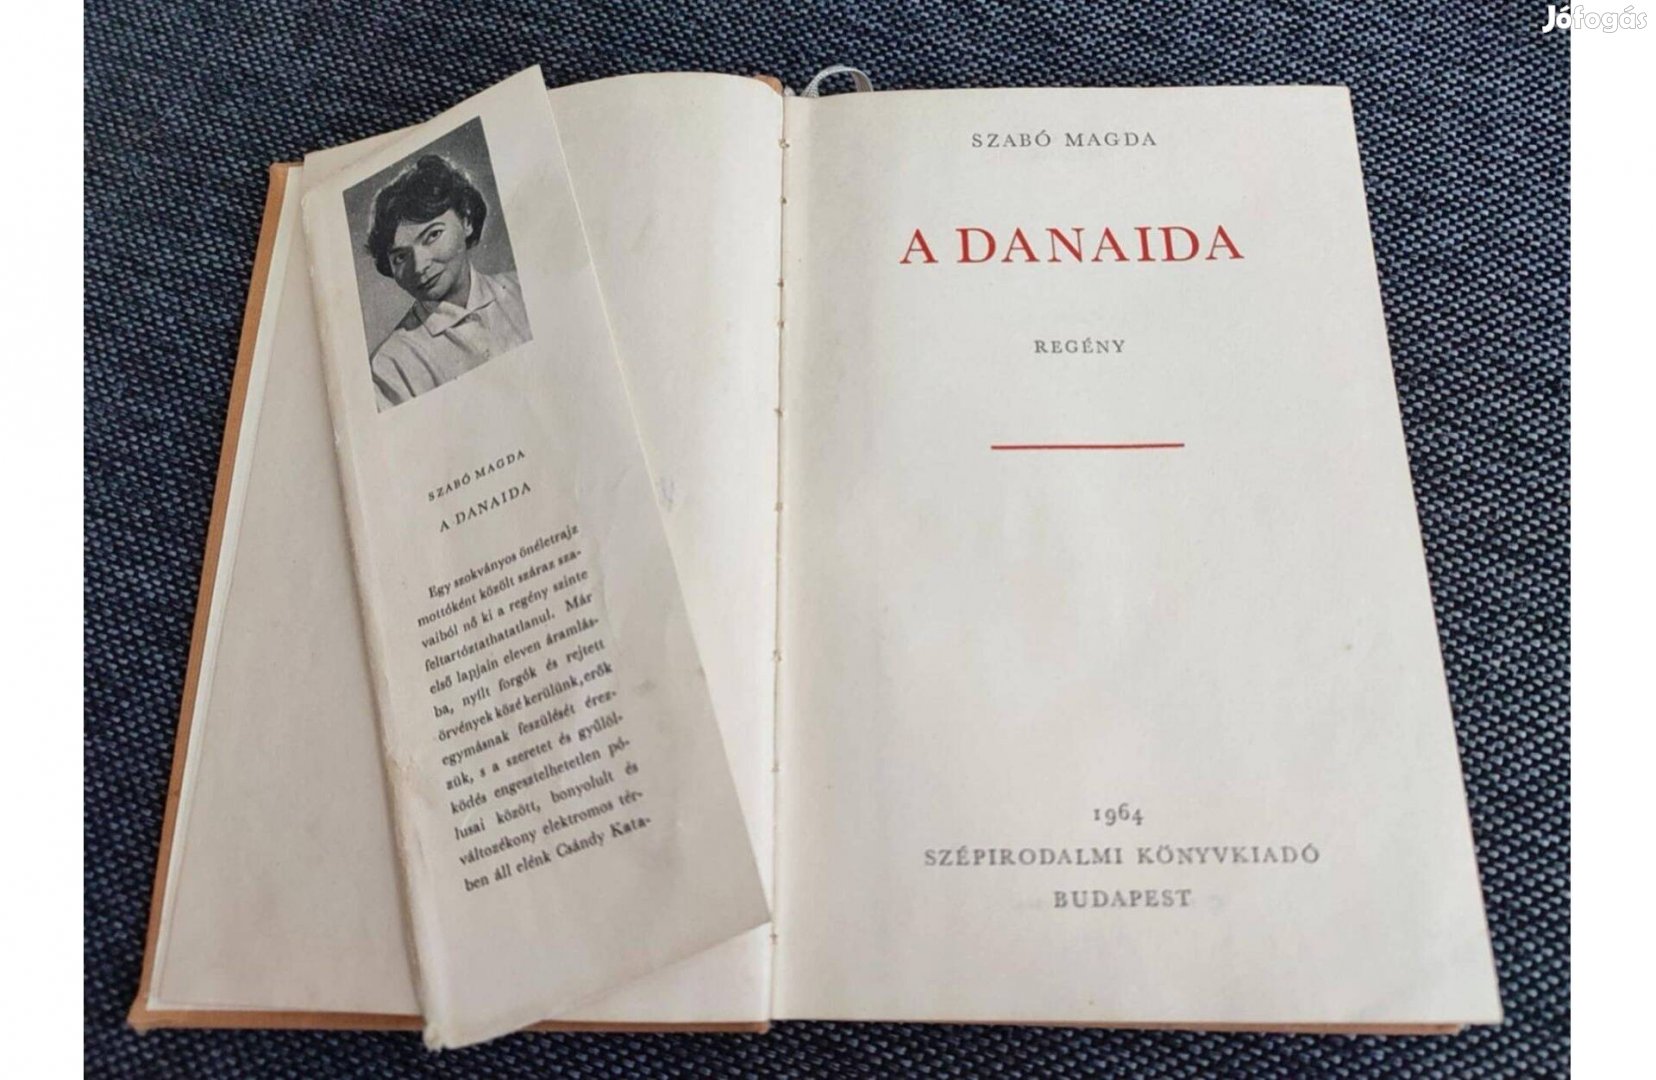 Jófogás
SZABÓ MAGDA
A DANAIDA
Egy szokványos önéletrajz
mottóként közölt száraz sza-
vaiból nő ki a regény szinte
feltartóztathatatlanul. Már
első lapjain eleven áramlás-
ba, nyílt forgók és rejtett
örvények közé kerülünk, erők
egymásnak feszülését érez-
zük, s a szeretet és gyűlöl-
ködés engesztelhetetlen pó-
lusai között, bonyolult és
változékony elektromos tér-
ben áll elénk Csándy Kata-
SZABÓ MAGDA
A DANAIDA
REGÉNY
1964
SZÉPIRODALMI KÖNYVKIADÓ
BUDAPEST